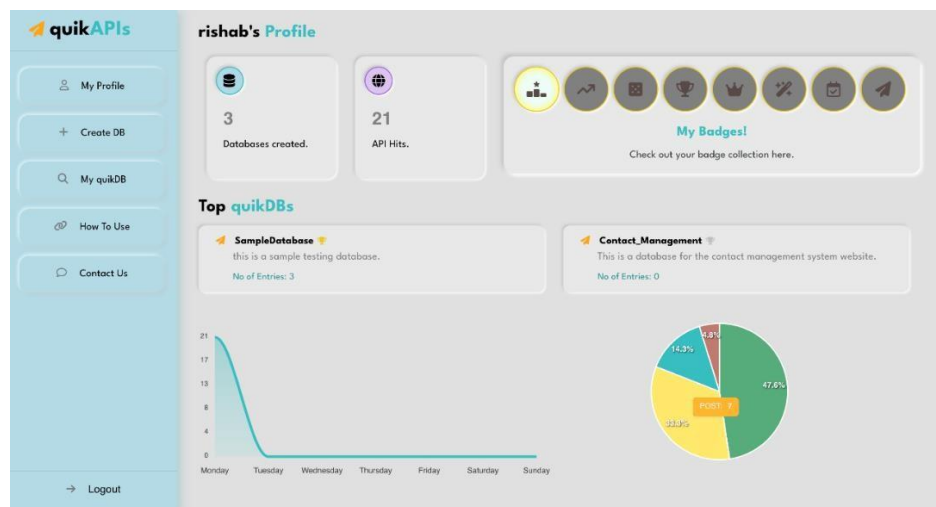 quikAPIs
My Profile
Create DB
My quikDB
How To Use
Contact Us
Logout
rishab's Profile
3
Databases created.
21
API Hits.
My Badges!
Check out your badge collection here.
Top quikDBs
SampleDatabase
this is a sample testing database.
No of Entries: 3
Contact_Management
This is a database for the contact management system website.
No of Entries: 0
21
17
13
8
4
0
Monday Tuesday Wednesday Thursday Friday Saturday Sunday
4.8%
14.3%
47.6%
POST: 7
33.3%